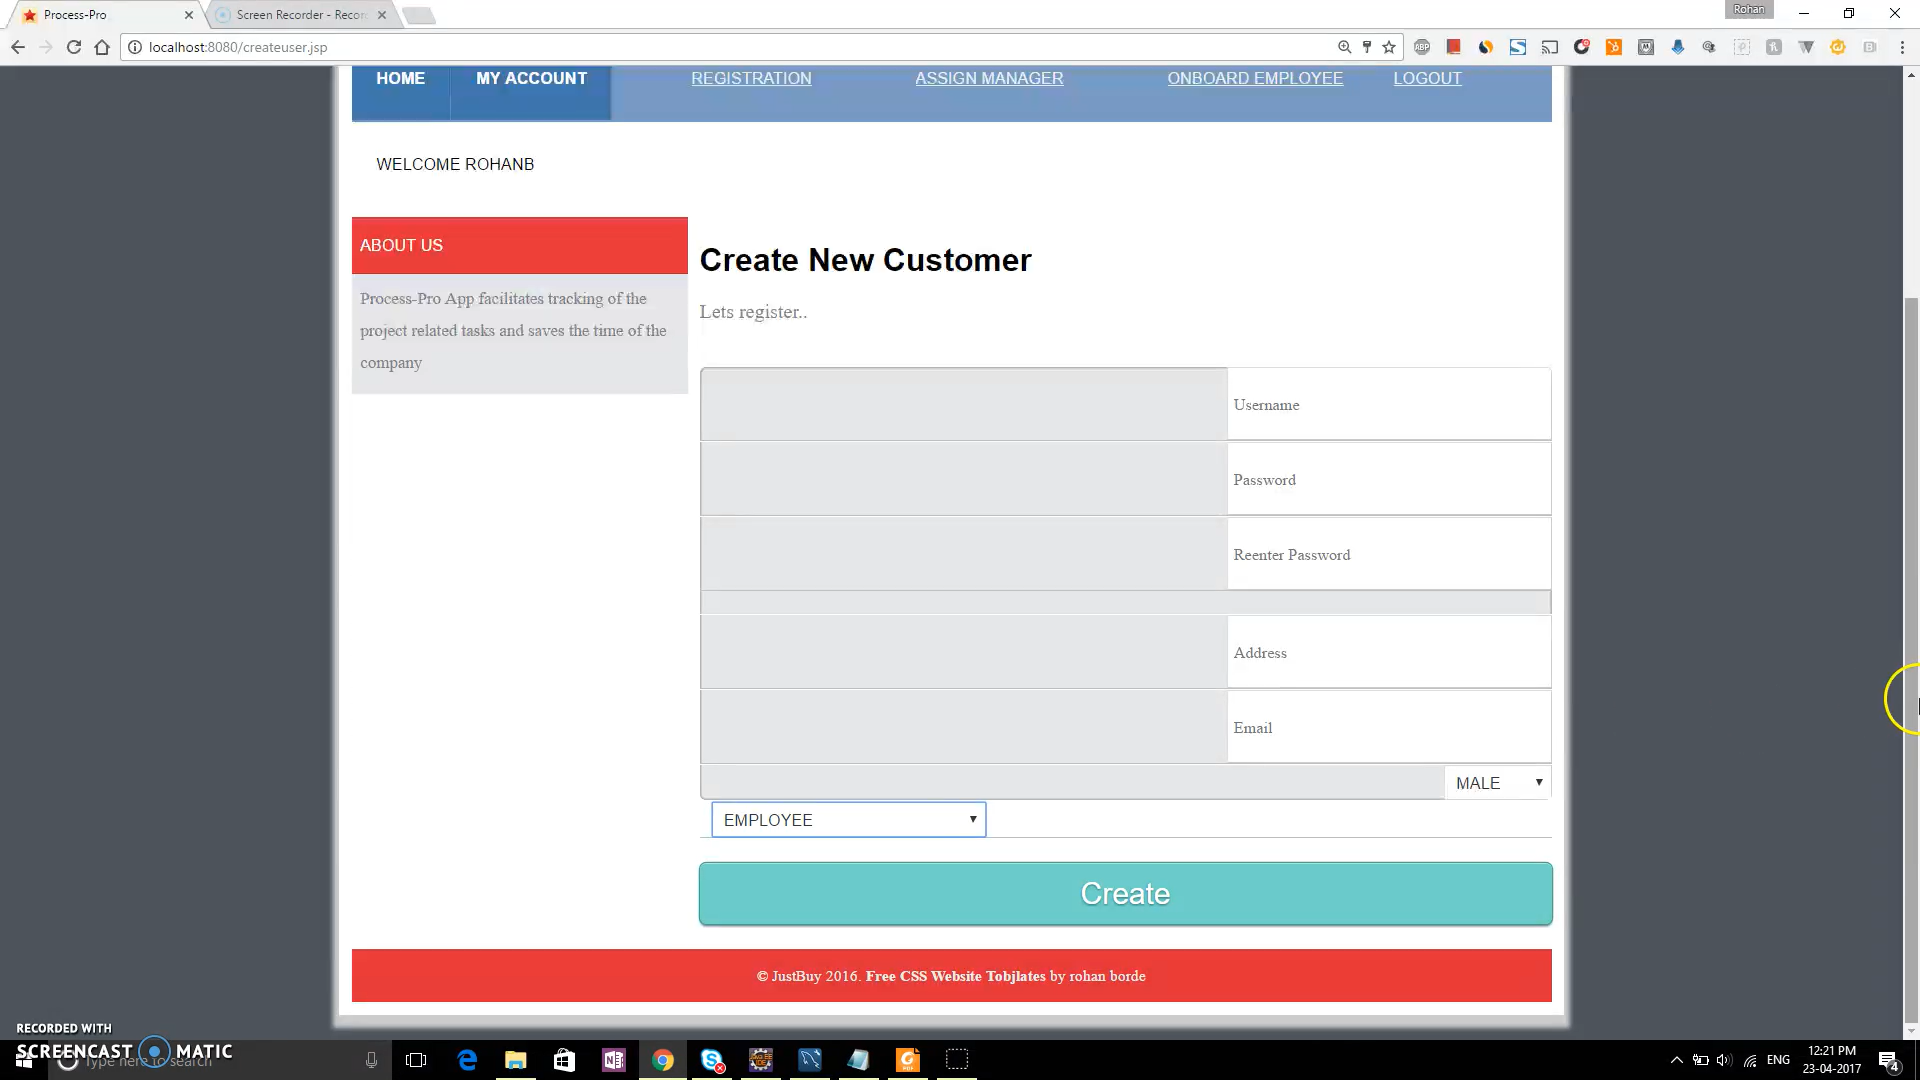 Process-Pro
Screen Recorder - Recor
Rohan
localhost:8080/createuser.jsp
HOME
MY ACCOUNT
REGISTRATION
ASSIGN MANAGER
ONBOARD EMPLOYEE
LOGOUT
WELCOME ROHANB
ABOUT US
Process-Pro App facilitates tracking of the
project related tasks and saves the time of the
company
Create New Customer
Lets register..
Username
Password
Reenter Password
Address
Email
MALE
EMPLOYEE
Create
© JustBuy 2016. Free CSS Website Tobjlates by rohan borde
RECORDED WITH
SCREENCAST MATIC
Type here to search
ENG
12:21 PM
23-04-2017
4